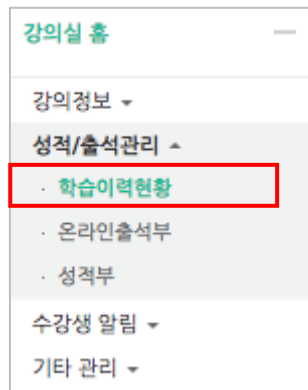 강의실 홈
강의정보
성적/출석관리
· 학습이력현황
· 온라인출석부
· 성적부
수강생 알림
기타 관리